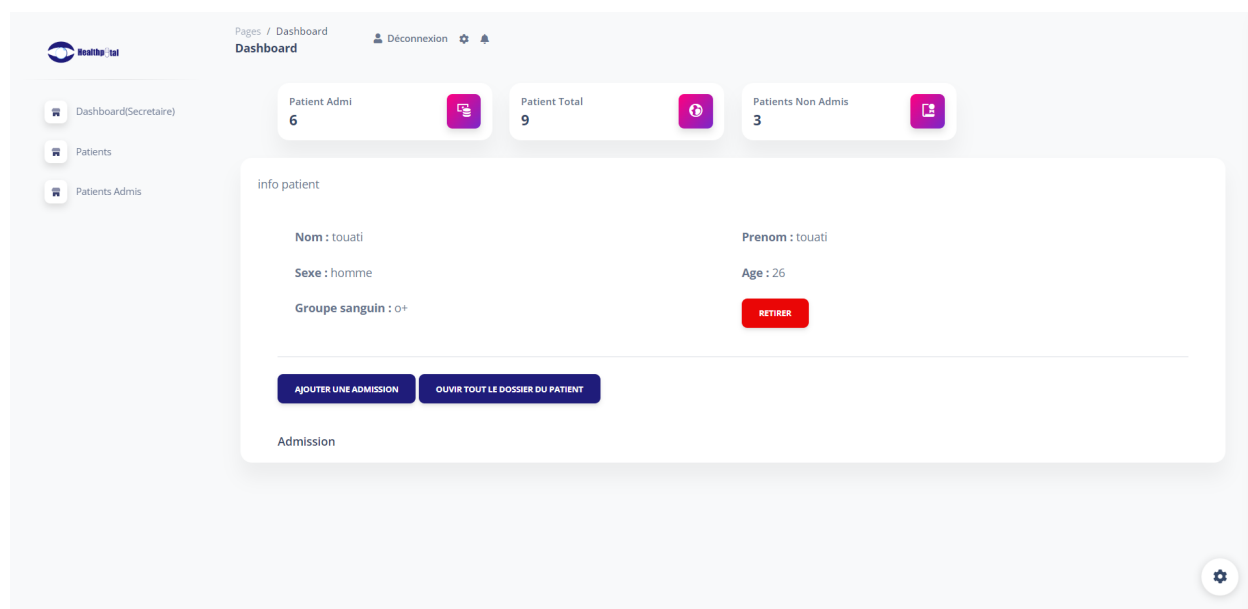 Healthpital
Pages / Dashboard
Dashboard
Déconnexion
Dashboard(Secretaire)
Patients
Patients Admis
Patient Admi
6
Patient Total
9
Patients Non Admis
3
info patient
Nom : touati
Prenom : touati
Sexe : homme
Age : 26
Groupe sanguin : o+
RETIRER
AJOUTER UNE ADMISSION
OUVIR TOUT LE DOSSIER DU PATIENT
Admission